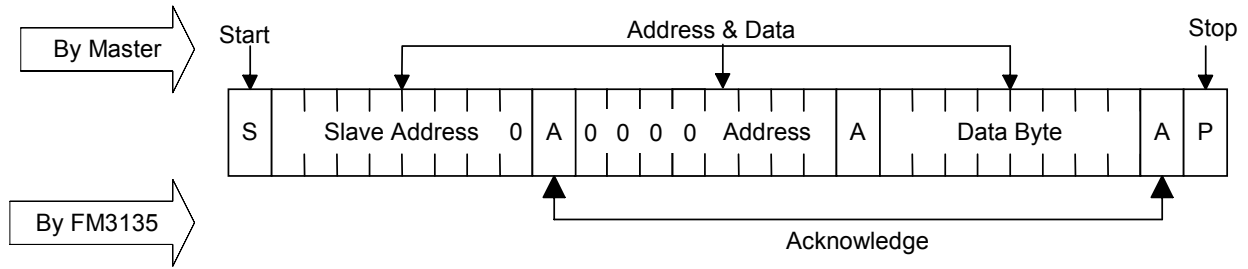 By Master
Start
Address & Data
Stop
S Slave Address 0 A 0 0 0 0 Address A Data Byte A P
By FM3135
Acknowledge